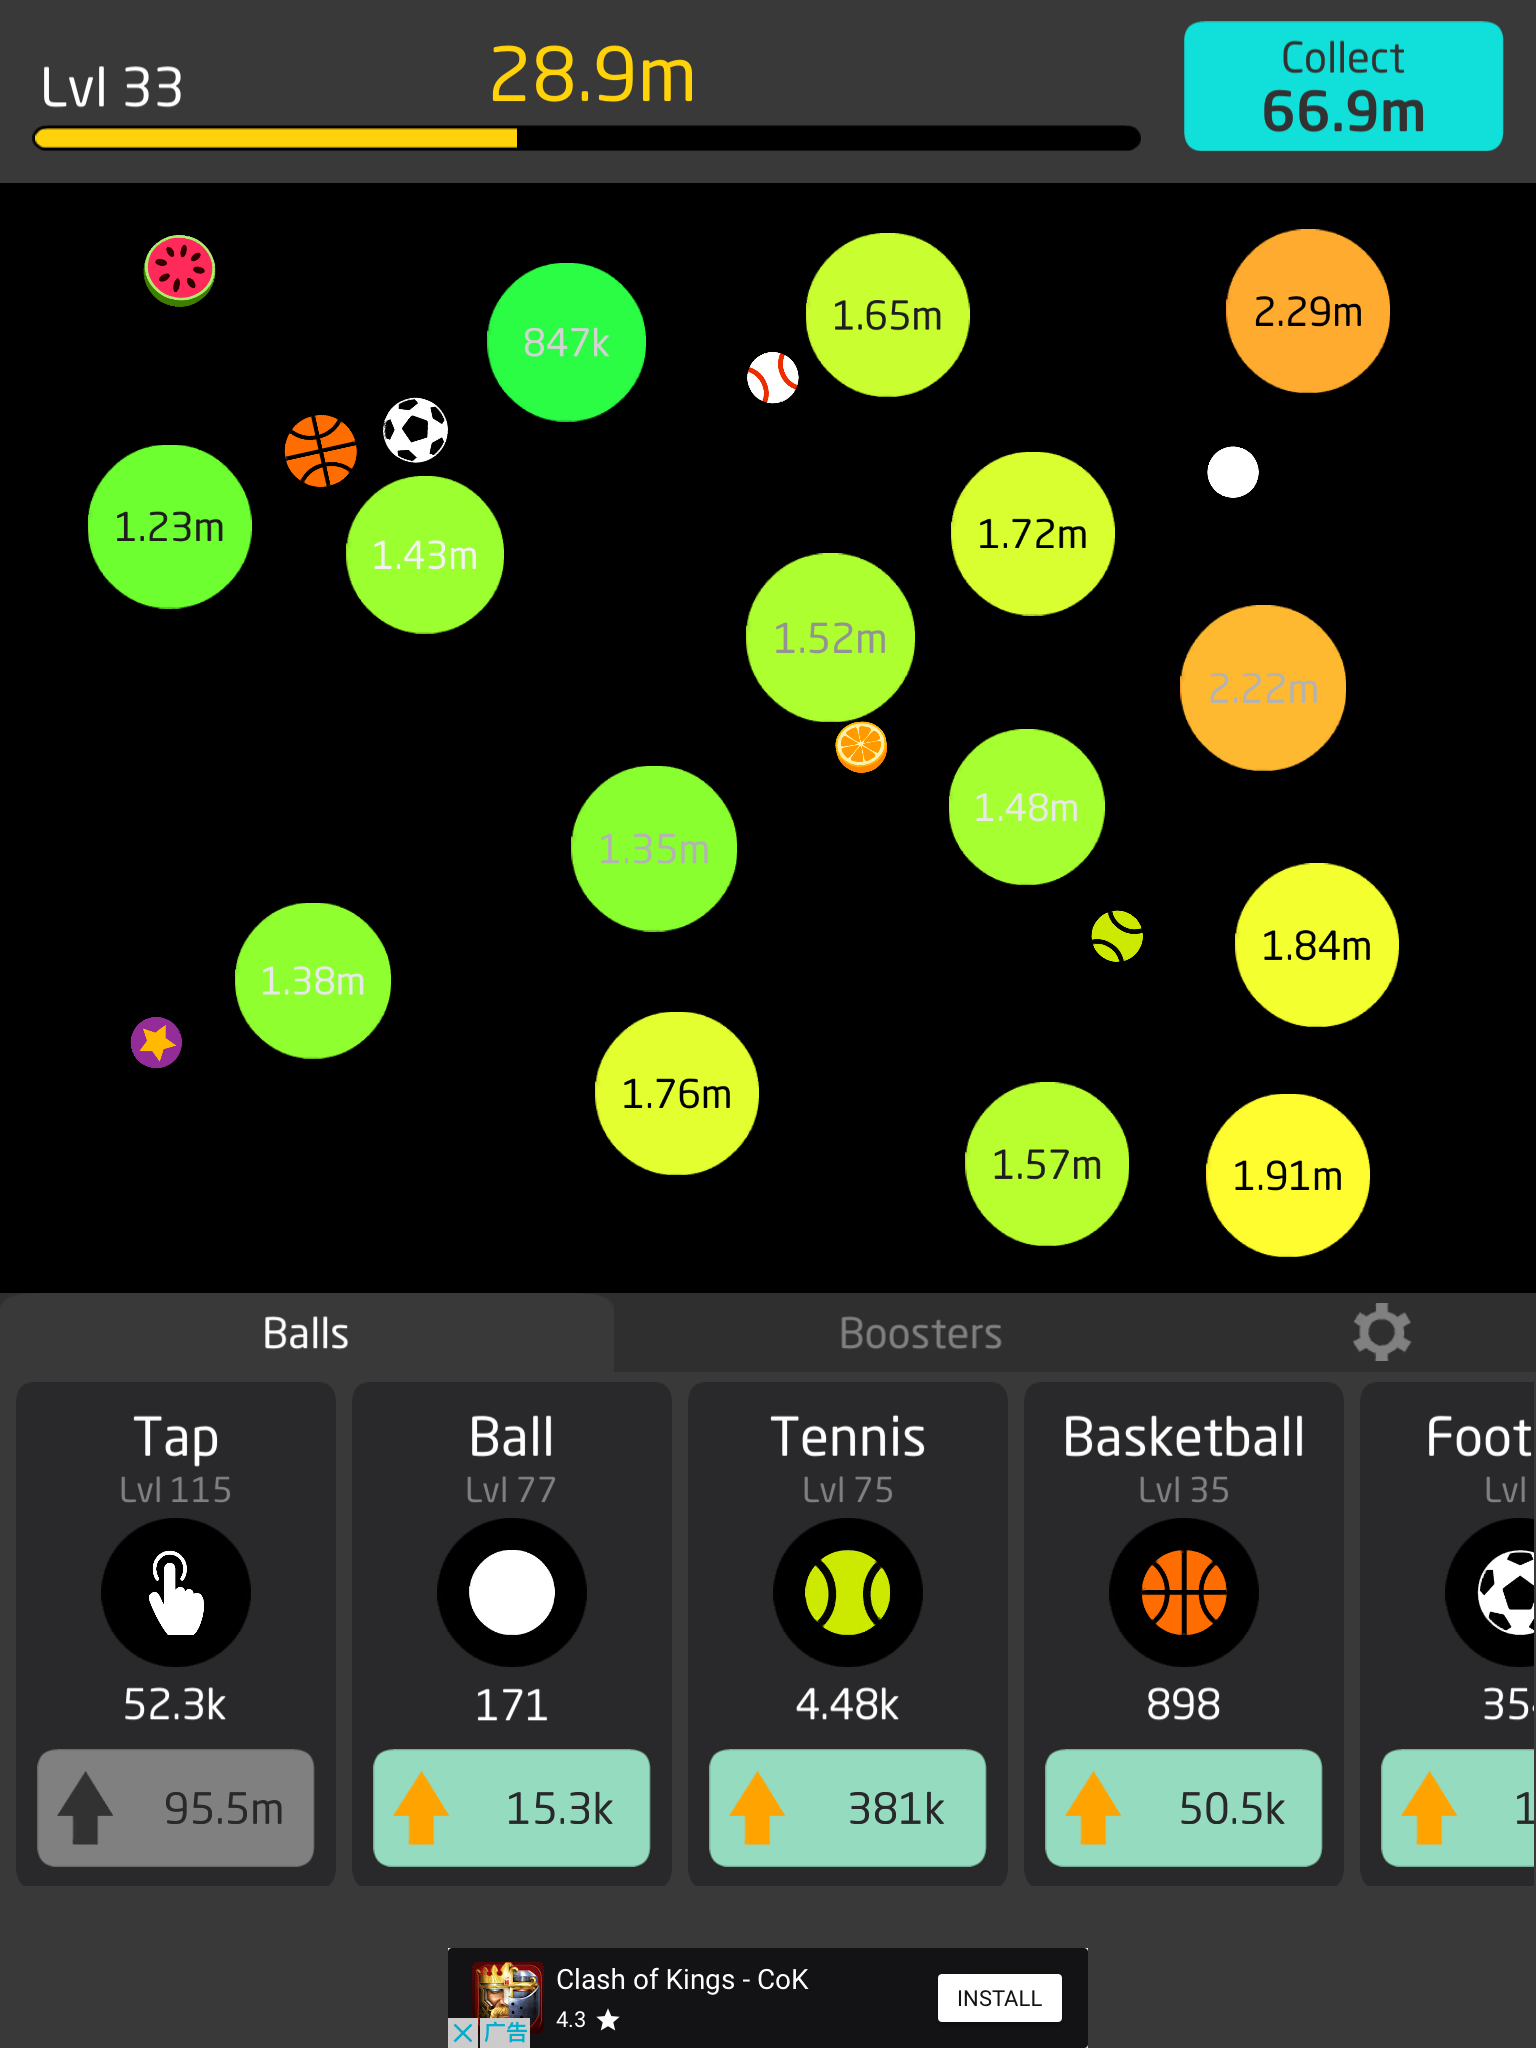 Lvl 33
28.9m
Collect
66.9m
847k
1.65m
2.29m
1.23m
1.43m
1.72m
1.52m
2.22m
1.35m
1.48m
1.38m
1.84m
1.76m
1.57m
1.91m
Balls
Boosters
Tap
Lvl 115
52.3k
95.5m
Ball
Lvl 77
171
15.3k
Tennis
Lvl 75
4.48k
381k
Basketball
Lvl 35
898
50.5k
Foot
Lvl
35
1
Clash of Kings - CoK
4.3
INSTALL
广告